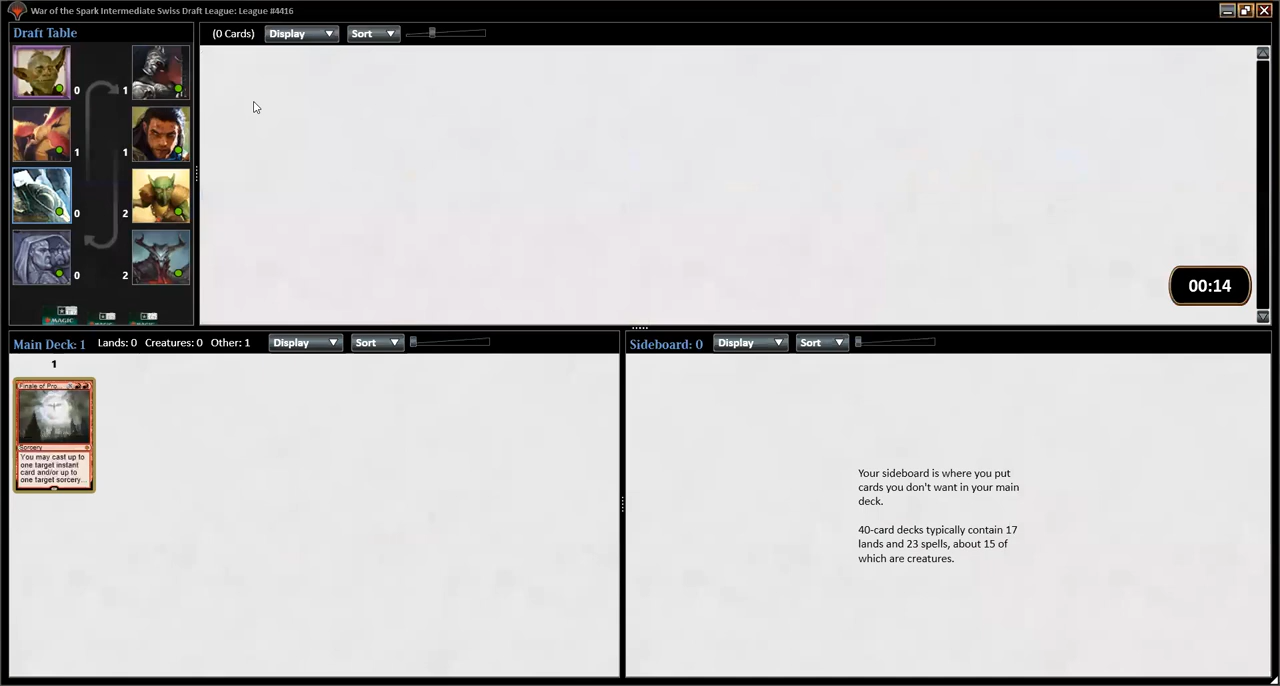 War of the Spark Intermediate Swiss Draft League: League #4416
Draft Table
(0 Cards) Display Sort
0 1
1 1
0 2
0 2
MAGIC
00:14
Main Deck: 1 Lands: 0 Creatures: 0 Other: 1 Display Sort
Sideboard: 0 Display Sort
1
Finale of Pro...
Sorcery
You may cast up to
one target instant
card and/or up to
one target sorcery...
Your sideboard is where you put
cards you don't want in your main
deck.
40-card decks typically contain 17
lands and 23 spells, about 15 of
which are creatures.